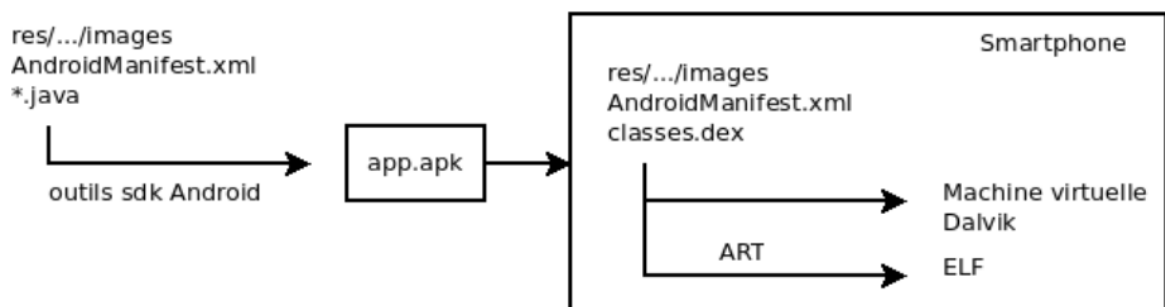 res/.../images
AndroidManifest.xml
*.java
outils sdk Android
app.apk
Smartphone
res/.../images
AndroidManifest.xml
classes.dex
Machine virtuelle
Dalvik
ART
ELF